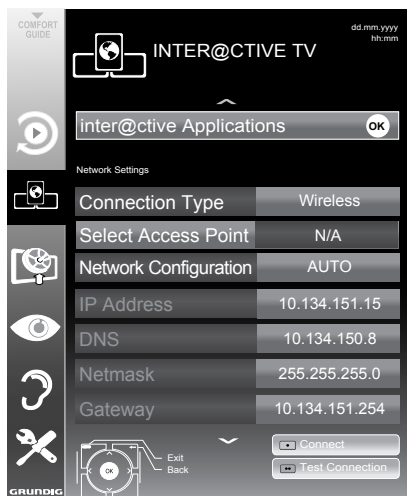 COMFORT
GUIDE
dd.mm.yyyy
hh:mm
INTER@CTIVE TV
inter@ctive Applications OK
Network Settings
Connection Type Wireless
Select Access Point N/A
Network Configuration AUTO
IP Address 10.134.151.15
DNS 10.134.150.8
Netmask 255.255.255.0
Gateway 10.134.151.254
OK
Exit
Back
Connect
Test Connection
GRUNDIG